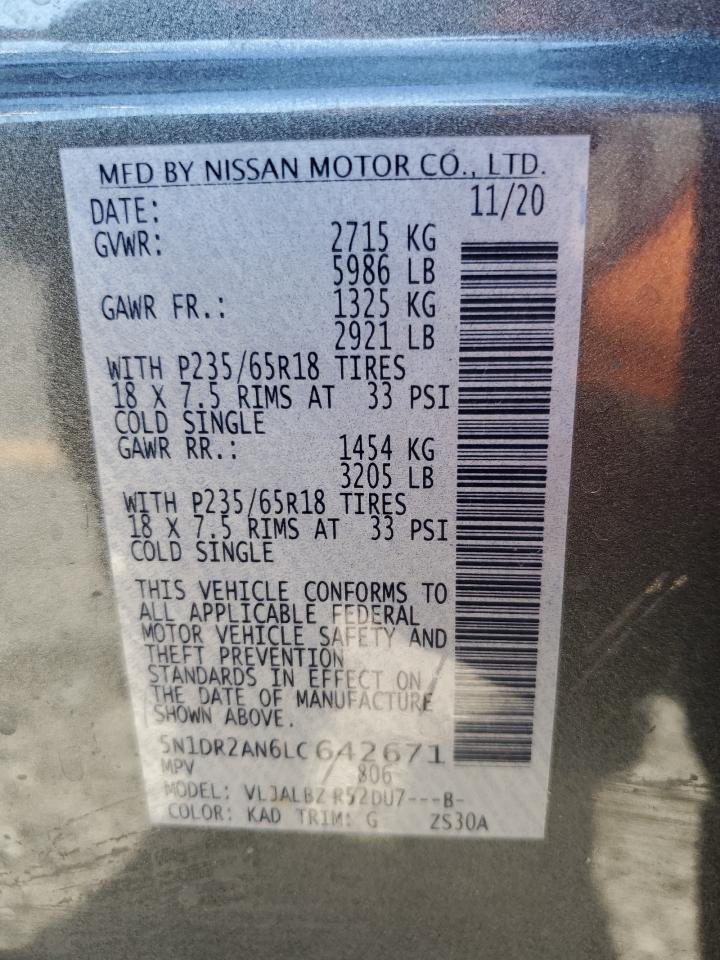 MFD BY NISSAN MOTOR CO., LTD.
DATE: 11/20
GVWR: 2715 KG
5986 LB
GAWR FR.: 1325 KG
2921 LB
WITH P235/65R18 TIRES
18 X 7.5 RIMS AT 33 PSI
COLD SINGLE
GAWR RR.: 1454 KG
3205 LB
WITH P235/65R18 TIRES
18 X 7.5 RIMS AT 33 PSI
COLD SINGLE
THIS VEHICLE CONFORMS TO
ALL APPLICABLE FEDERAL
MOTOR VEHICLE SAFETY AND
THEFT PREVENTION
STANDARDS IN EFFECT ON
THE DATE OF MANUFACTURE
SHOWN ABOVE.
5N1DR2AN6LC642671
MPV 806
MODEL: VLJALBZ R52DU7---B-
COLOR: KAD TRIM: G ZS30A